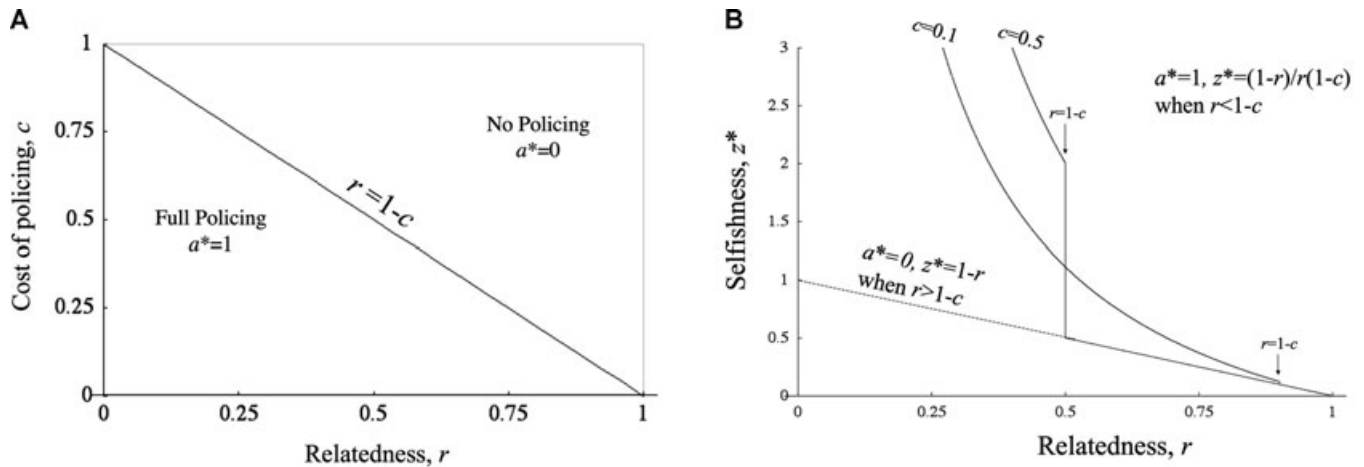 A
Cost of policing, c
1
0.75
0.5
0.25
0
No Policing
a*=0
r =1-c
Full Policing
a*=1
0 0.25 0.5 0.75 1
Relatedness, r
B
Selfishness, z*
3
2.5
2
1.5
1
0.5
0
c=0.1
c=0.5
a*=1, z*=(1-r)/r(1-c)
when r<1-c
r=1-c
a*=0, z*=1-r
when r>1-c
r=1-c
0 0.25 0.5 0.75 1
Relatedness, r